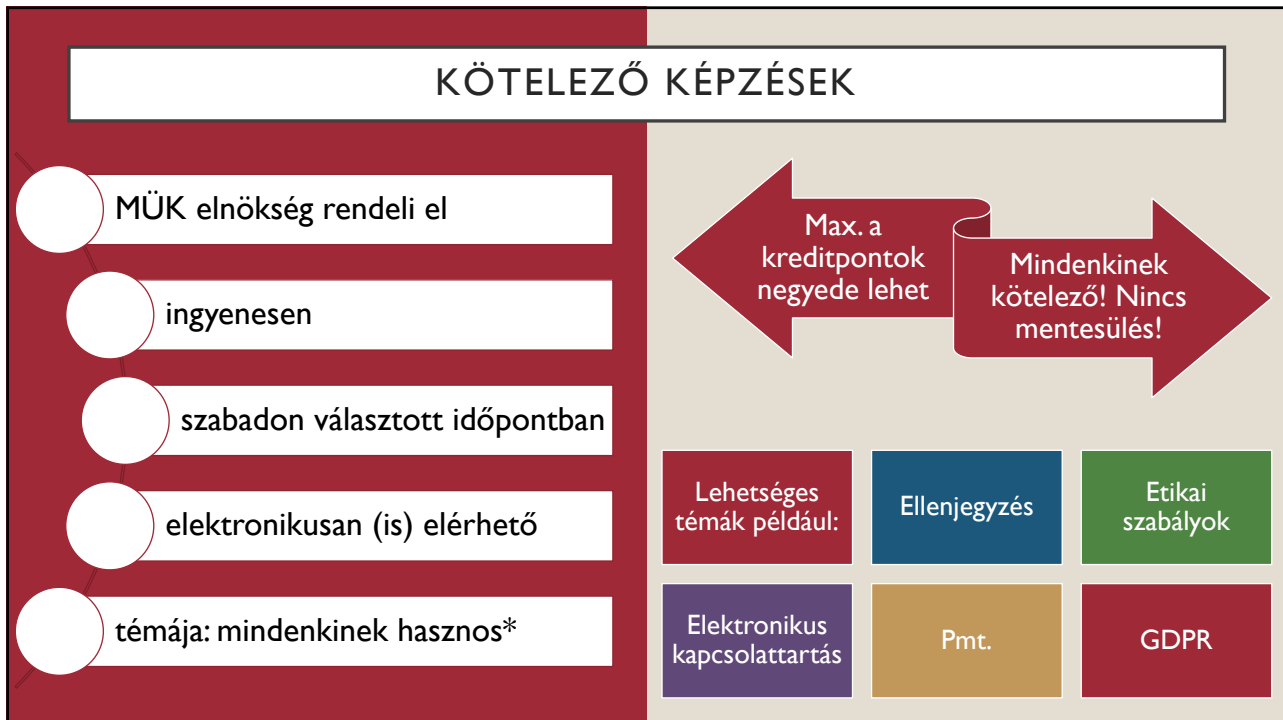 KÖTELEZŐ KÉPZÉSEK
MÜK elnökség rendeli el
ingyenesen
szabadon választott időpontban
elektronikusan (is) elérhető
témája: mindenkinek hasznos*
Max. a
kreditpontok
negyede lehet
Mindenkinek
kötelező! Nincs
mentesülés!
Lehetséges
témák például:
Ellenjegyzés
Etikai
szabályok
Elektronikus
kapcsolattartás
Pmt.
GDPR